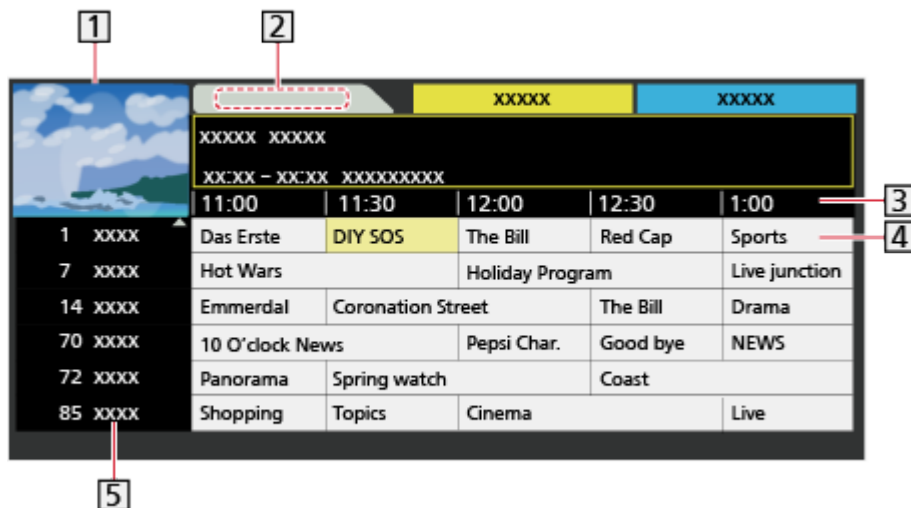 1 2
XXXXX XXXXX
XXXXX XXXXX
XX:XX – XX:XX XXXXXXXXX
11:00 11:30 12:00 12:30 1:00 3
1 XXXX Das Erste DIY SOS The Bill Red Cap Sports 4
7 XXXX Hot Wars Holiday Program Live junction
14 XXXX Emmerdal Coronation Street The Bill Drama
70 XXXX 10 O'clock News Pepsi Char. Good bye NEWS
72 XXXX Panorama Spring watch Coast
85 XXXX Shopping Topics Cinema Live
5